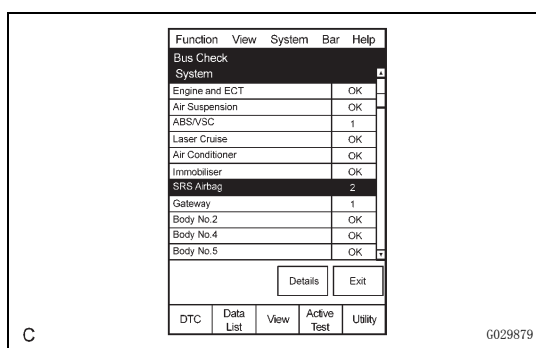 Function View System Bar Help
Bus Check
System
Engine and ECT OK
Air Suspension OK
ABS/VSC 1
Laser Cruise OK
Air Conditioner OK
Immobiliser OK
SRS Airbag 2
Gateway 1
Body No.2 OK
Body No.4 OK
Body No.5 OK
Details Exit
DTC Data List View Active Test Utility
C G029879